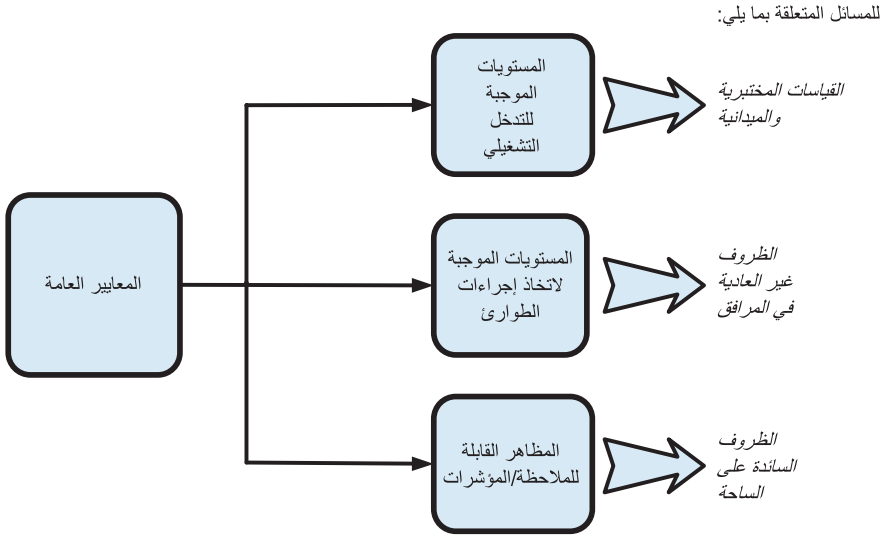 للمسائل المتعلقة بما يلي:
المستويات
الموجبة
للتدخل
التشغيلي
القياسات المختبرية
والميدانية
المعايير العامة
المستويات الموجبة
لاتخاذ إجراءات
الطوارئ
الظروف
غير العادية
في المرافق
المظاهر القابلة
للملاحظة/المؤشرات
الظروف
السائدة على
الساحة